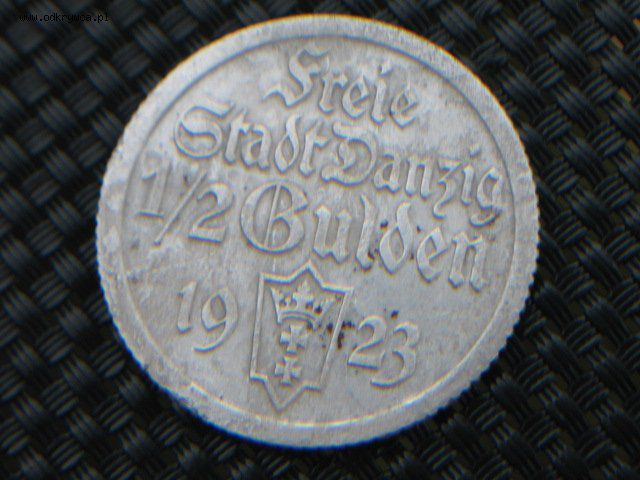 www.odkrywca.pl
Freie
Stadt Danzig
1/2 Gulden
19 23